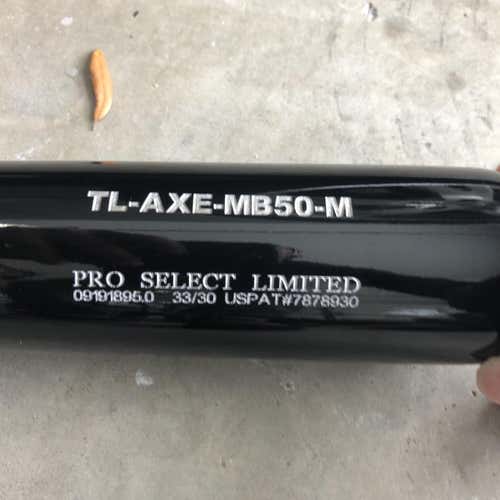 TL-AXE-MB50-M
PRO SELECT LIMITED
09191895.0 33/30 USPAT#7878930